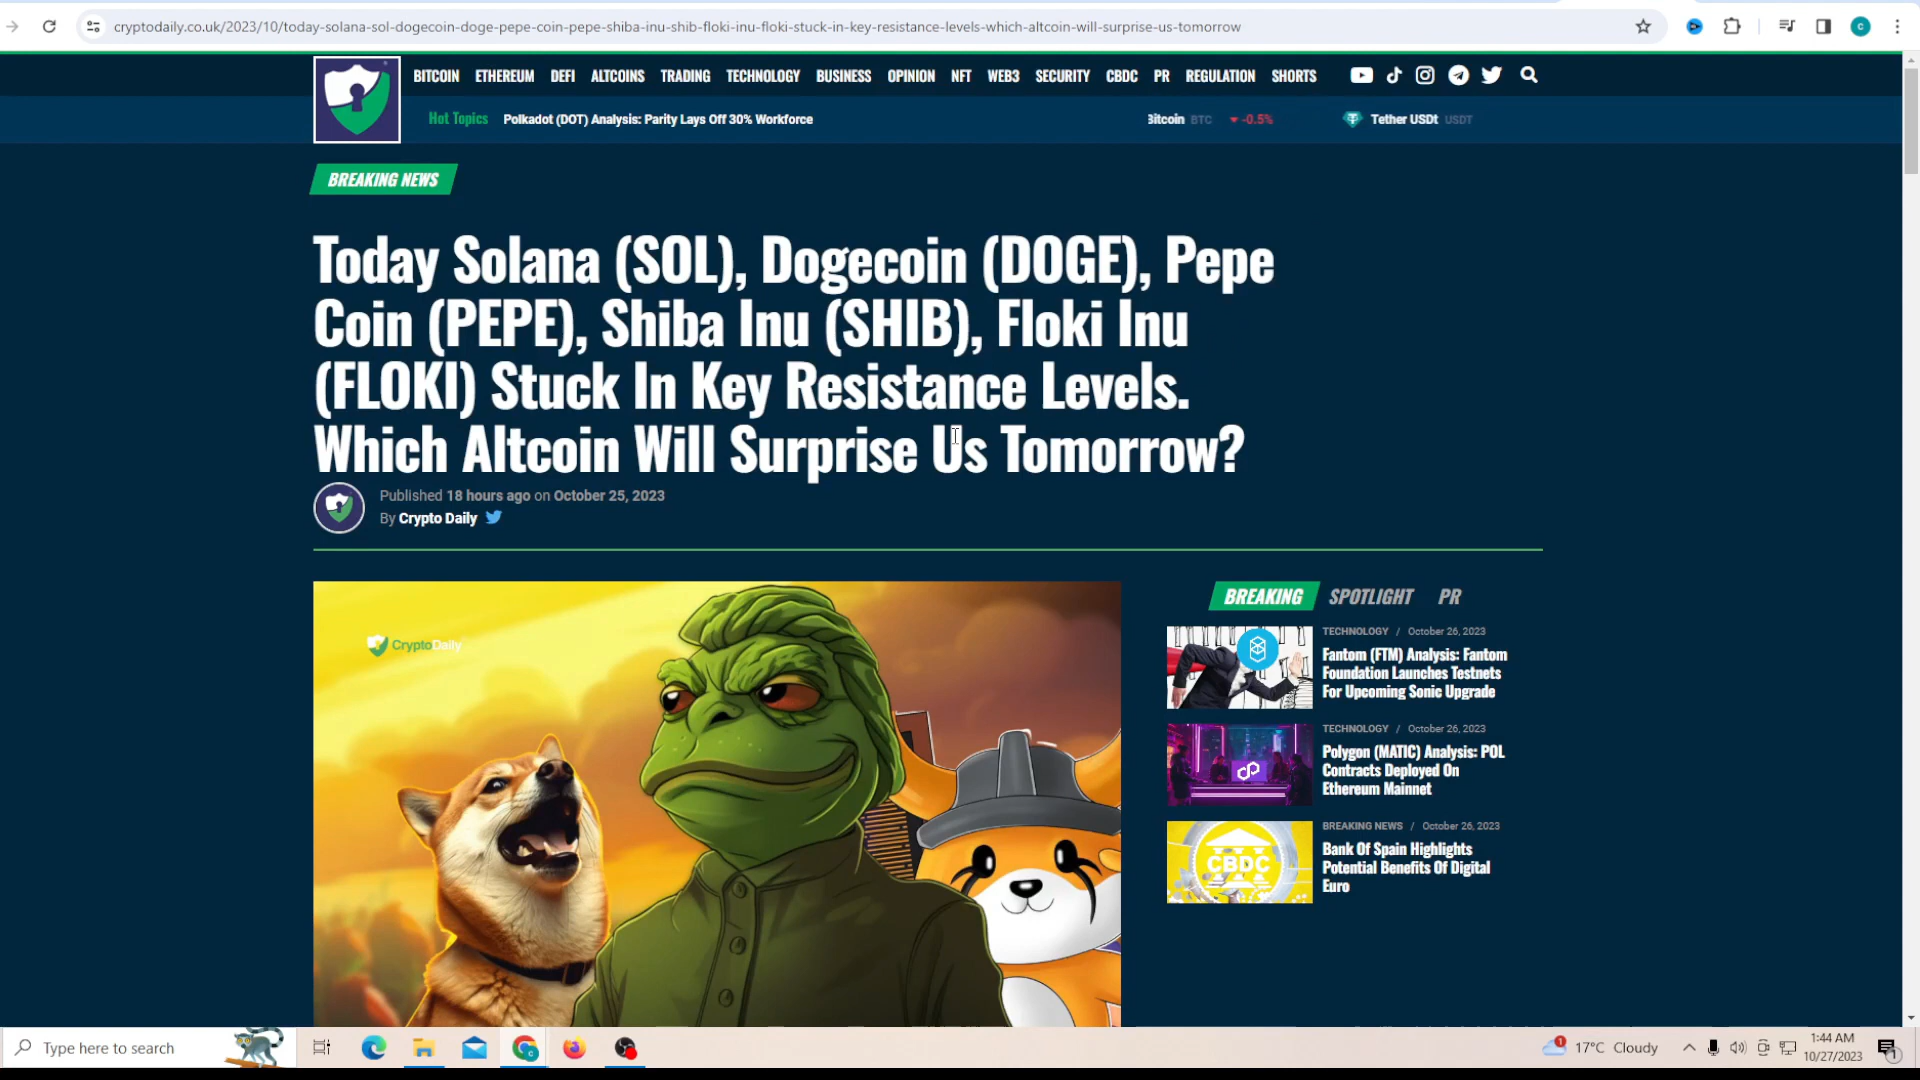 cryptodaily.co.uk/2023/10/today-solana-sol-dogecoin-doge-pepe-coin-pepe-shiba-inu-shib-floki-inu-floki-stuck-in-key-resistance-levels-which-altcoin-will-surprise-us-tomorrow
c
BITCOIN ETHEREUM DEFI ALTCOINS TRADING TECHNOLOGY BUSINESS OPINION NFT WEB3 SECURITY CBDC PR REGULATION SHORTS
Hot Topics Polkadot (DOT) Analysis: Parity Lays Off 30% Workforce
Bitcoin BTC -0.5% Tether USDt USDT
BREAKING NEWS
Today Solana (SOL), Dogecoin (DOGE), Pepe
Coin (PEPE), Shiba Inu (SHIB), Floki Inu
(FLOKI) Stuck In Key Resistance Levels.
Which Altcoin Will Surprise Us Tomorrow?
Published 18 hours ago on October 25, 2023
By Crypto Daily
CryptoDaily
BREAKING SPOTLIGHT PR
TECHNOLOGY / October 26, 2023
Fantom (FTM) Analysis: Fantom
Foundation Launches Testnets
For Upcoming Sonic Upgrade
TECHNOLOGY / October 26, 2023
Polygon (MATIC) Analysis: POL
Contracts Deployed On
Ethereum Mainnet
CBDC
BREAKING NEWS / October 26, 2023
Bank Of Spain Highlights
Potential Benefits Of Digital
Euro
Type here to search
1
17°C Cloudy
1:44 AM
10/27/2023
1